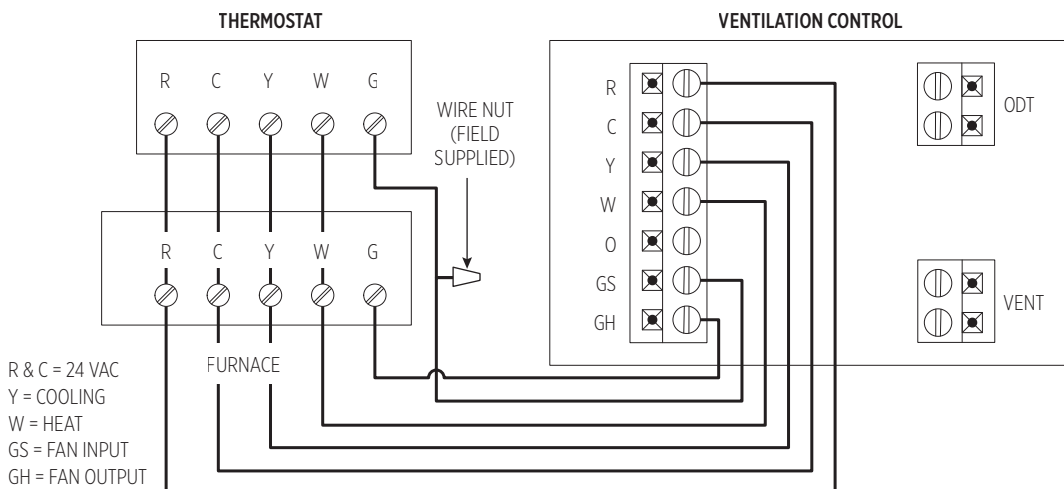 THERMOSTAT
VENTILATION CONTROL
R C Y W G
WIRE NUT
(FIELD
SUPPLIED)
R
C
Y
W
O
GS
GH
ODT
VENT
R C Y W G
FURNACE
R & C = 24 VAC
Y = COOLING
W = HEAT
GS = FAN INPUT
GH = FAN OUTPUT